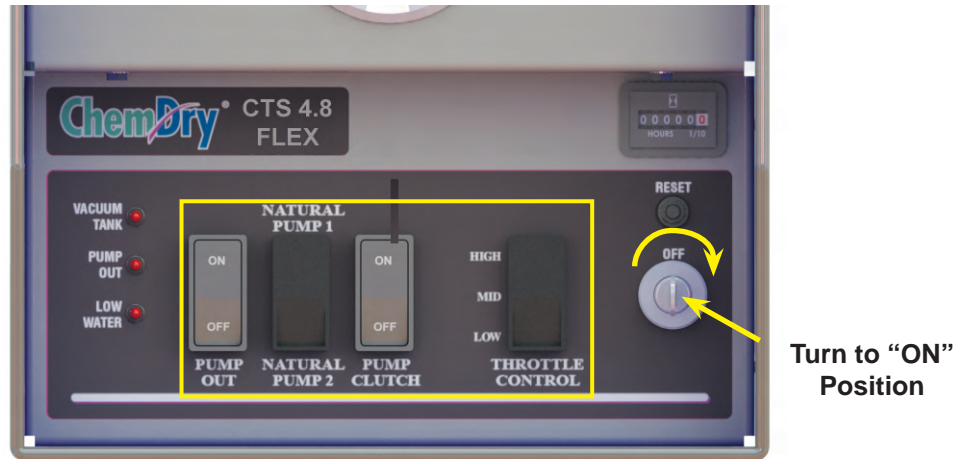 ChemDry®
CTS 4.8
FLEX
0 0 0 0 0 0
HOURS 1/10
VACUUM
TANK
PUMP
OUT
LOW
WATER
ON
OFF
PUMP
OUT
NATURAL
PUMP 1
NATURAL
PUMP 2
ON
OFF
PUMP
CLUTCH
HIGH
MID
LOW
THROTTLE
CONTROL
RESET
OFF
Turn to “ON”
Position